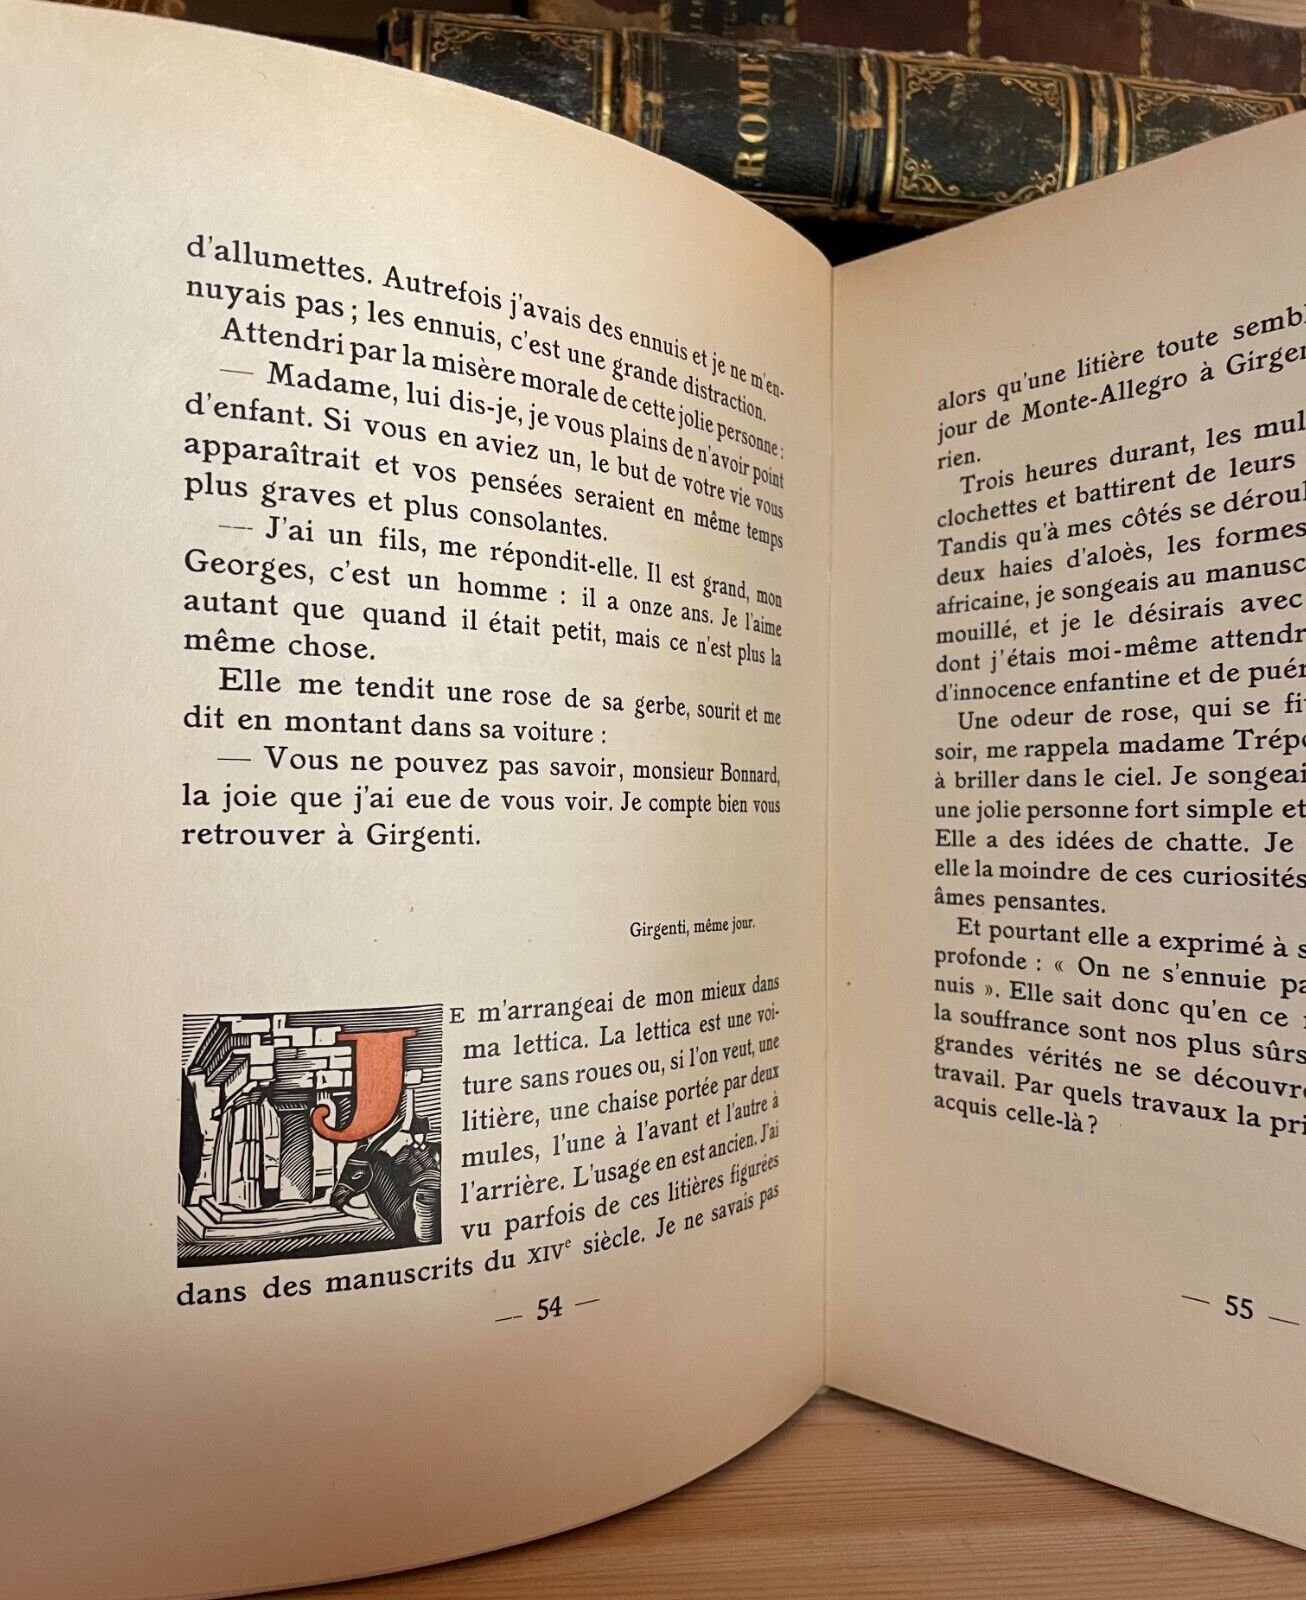 ROME
d'allumettes. Autrefois j'avais des ennuis et je ne m'en-
nuyais pas ; les ennuis, c'est une grande distraction.
Attendri par la misère morale de cette jolie personne :
— Madame, lui dis-je, je vous plains de n'avoir point
d'enfant. Si vous en aviez un, le but de votre vie vous
apparaîtrait et vos pensées seraient en même temps
plus graves et plus consolantes.
— J'ai un fils, me répondit-elle. Il est grand, mon
Georges, c'est un homme : il a onze ans. Je l'aime
autant que quand il était petit, mais ce n'est plus la
même chose.
Elle me tendit une rose de sa gerbe, sourit et me
dit en montant dans sa voiture :
— Vous ne pouvez pas savoir, monsieur Bonnard,
la joie que j'ai eue de vous voir. Je compte bien vous
retrouver à Girgenti.
Girgenti, même jour.
JE m'arrangeai de mon mieux dans
ma lettica. La lettica est une voi-
ture sans roues ou, si l'on veut, une
litière, une chaise portée par deux
mules, l'une à l'avant et l'autre à
l'arrière. L'usage en est ancien. J'ai
vu parfois de ces litières figurées
dans des manuscrits du XIVe siècle. Je ne savais pas
— 54 —
alors qu'une litière toute sembl
jour de Monte-Allegro à Girgen
rien.
Trois heures durant, les mul
clochettes et battirent de leurs
Tandis qu'à mes côtés se déroul
deux haies d'aloès, les formes
africaine, je songeais au manusc
mouillé, et je le désirais avec
dont j'étais moi-même attendr
d'innocence enfantine et de puér
Une odeur de rose, qui se fi
soir, me rappela madame Trépo
à briller dans le ciel. Je songeai
une jolie personne fort simple et
Elle a des idées de chatte. Je
elle la moindre de ces curiosités
âmes pensantes.
Et pourtant elle a exprimé à s
profonde : « On ne s'ennuie pa
nuis ». Elle sait donc qu'en ce
la souffrance sont nos plus sûrs
grandes vérités ne se découvre
travail. Par quels travaux la pri
acquis celle-là ?
— 55 —